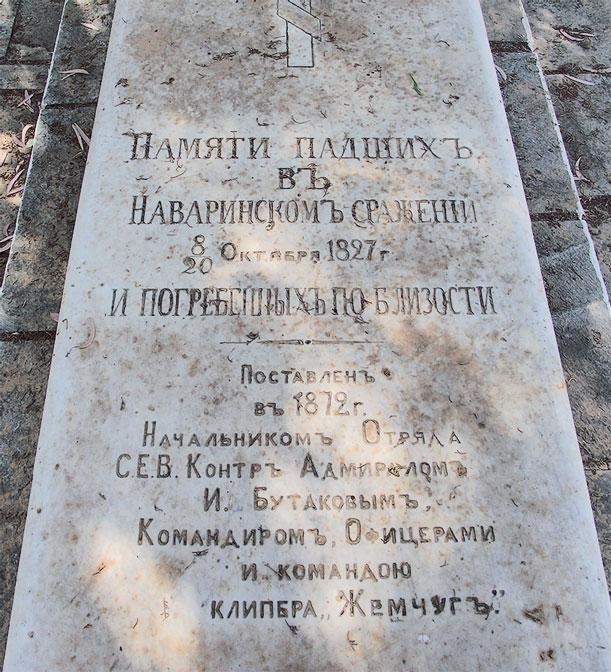 Памяти падшихъ
въ
Наваринскомъ сраженіи
8/20 Октября 1827 г.
и погребенныхъ по близости
Поставленъ
въ 1872 г.
Начальникомъ Отряда
С.Е.В. Контръ Адмираломъ
И. Бутаковымъ,
Командиромъ, Офицерами
и командою
клипера „Жемчугъ".